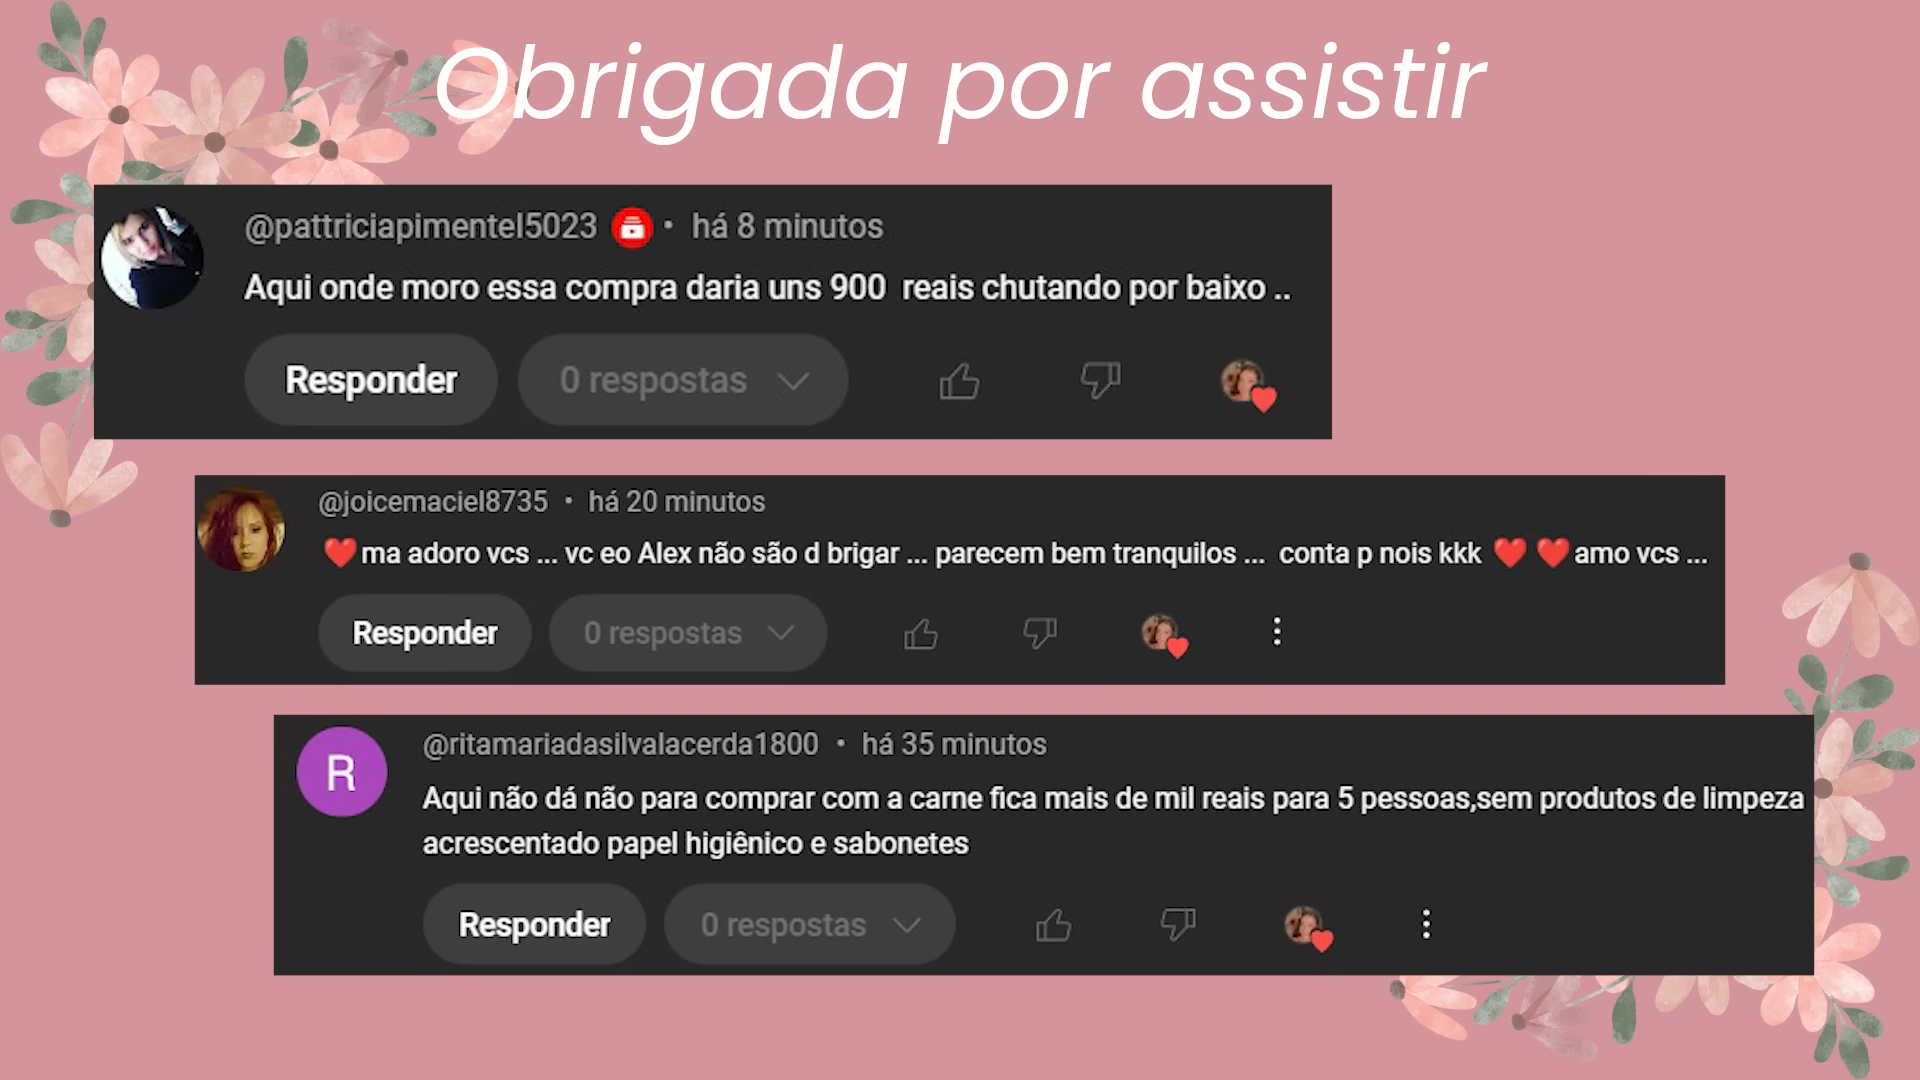 Obrigada por assistir
@pattriciapimentel5023 • há 8 minutos
Aqui onde moro essa compra daria uns 900 reais chutando por baixo ..
Responder 0 respostas
@joicemaciel8735 • há 20 minutos
❤️ma adoro vcs ... vc eo Alex não são d brigar ... parecem bem tranquilos ... conta p nois kkk ❤️❤️amo vcs ...
Responder 0 respostas
R
@ritamariadasilvalacerda1800 • há 35 minutos
Aqui não dá não para comprar com a carne fica mais de mil reais para 5 pessoas,sem produtos de limpeza
acrescentado papel higiênico e sabonetes
Responder 0 respostas